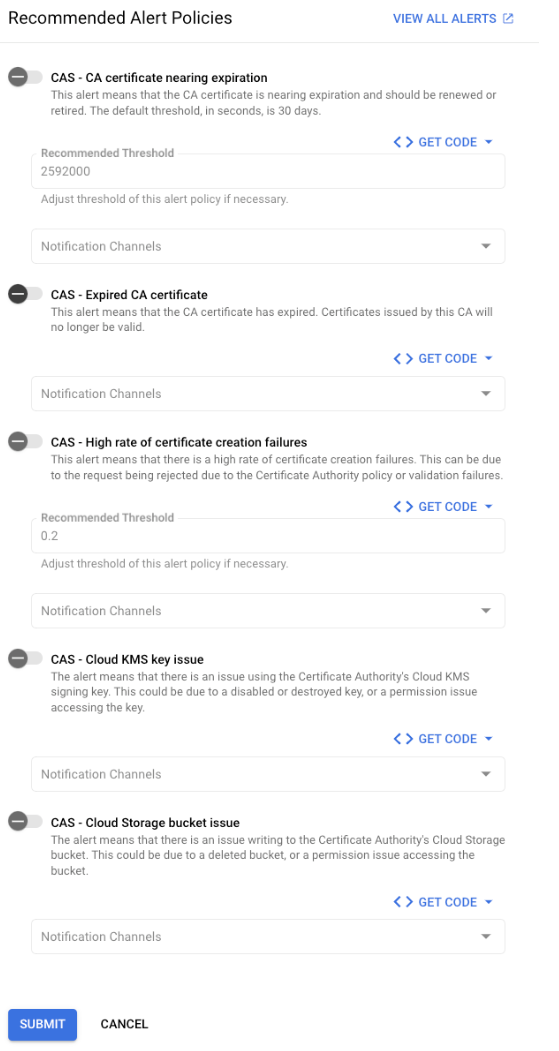 Recommended Alert Policies
VIEW ALL ALERTS
CAS - CA certificate nearing expiration
This alert means that the CA certificate is nearing expiration and should be renewed or
retired. The default threshold, in seconds, is 30 days.
GET CODE
Recommended Threshold
2592000
Adjust threshold of this alert policy if necessary.
Notification Channels
CAS - Expired CA certificate
This alert means that the CA certificate has expired. Certificates issued by this CA will
no longer be valid.
GET CODE
Notification Channels
CAS - High rate of certificate creation failures
This alert means that there is a high rate of certificate creation failures. This can be due
to the request being rejected due to the Certificate Authority policy or validation failures.
GET CODE
Recommended Threshold
0.2
Adjust threshold of this alert policy if necessary.
Notification Channels
CAS - Cloud KMS key issue
The alert means that there is an issue using the Certificate Authority's Cloud KMS
signing key. This could be due to a disabled or destroyed key, or a permission issue
accessing the key.
GET CODE
Notification Channels
CAS - Cloud Storage bucket issue
The alert means that there is an issue writing to the Certificate Authority's Cloud Storage
bucket. This could be due to a deleted bucket, or a permission issue accessing the
bucket.
GET CODE
Notification Channels
SUBMIT
CANCEL